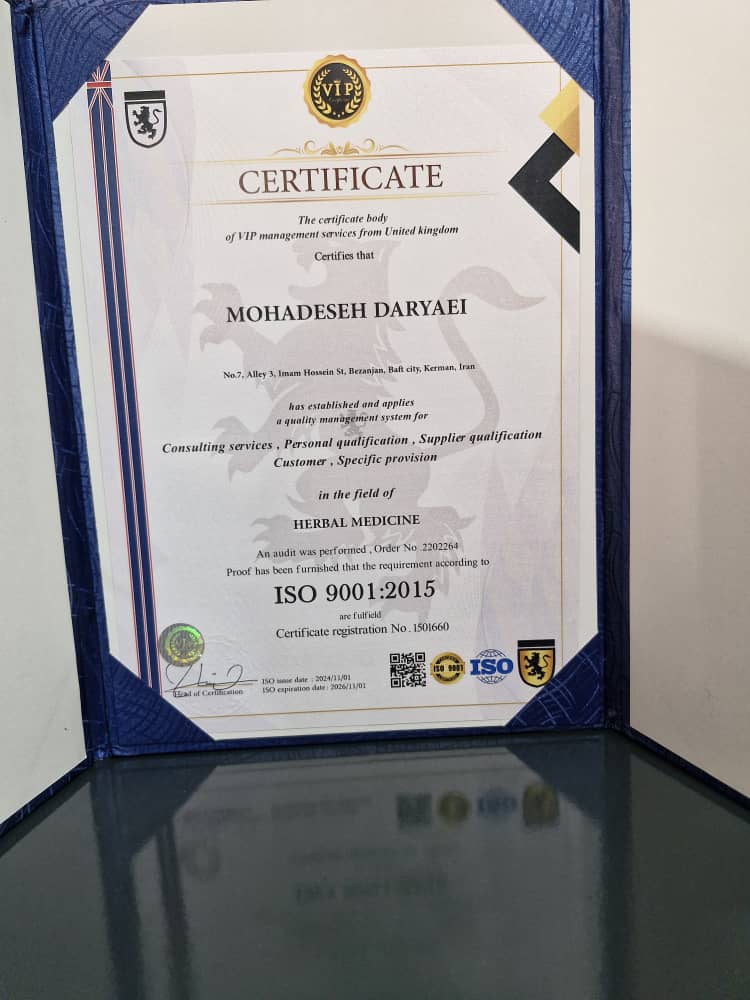 VIP
CERTIFICATE
The certificate body
of VIP management services from United kingdom
Certifies that
MOHADESEH DARYAEI
No.7, Alley 3, Imam Hossein St, Bezanjan, Baft city, Kerman, Iran
has established and applies
a quality management system for
Consulting services , Personal qualification , Supplier qualification
Customer , Specific provision
in the field of
HERBAL MEDICINE
An audit was performed , Order No 2202264
Proof has been furnished that the requirement according to
ISO 9001:2015
are fulfield
Certificate registration No . 1501660
VIP
Head of Certification
ISO issue date : 2024/11/01
ISO expiration date : 2026/11/01
ISO 9001
ISO